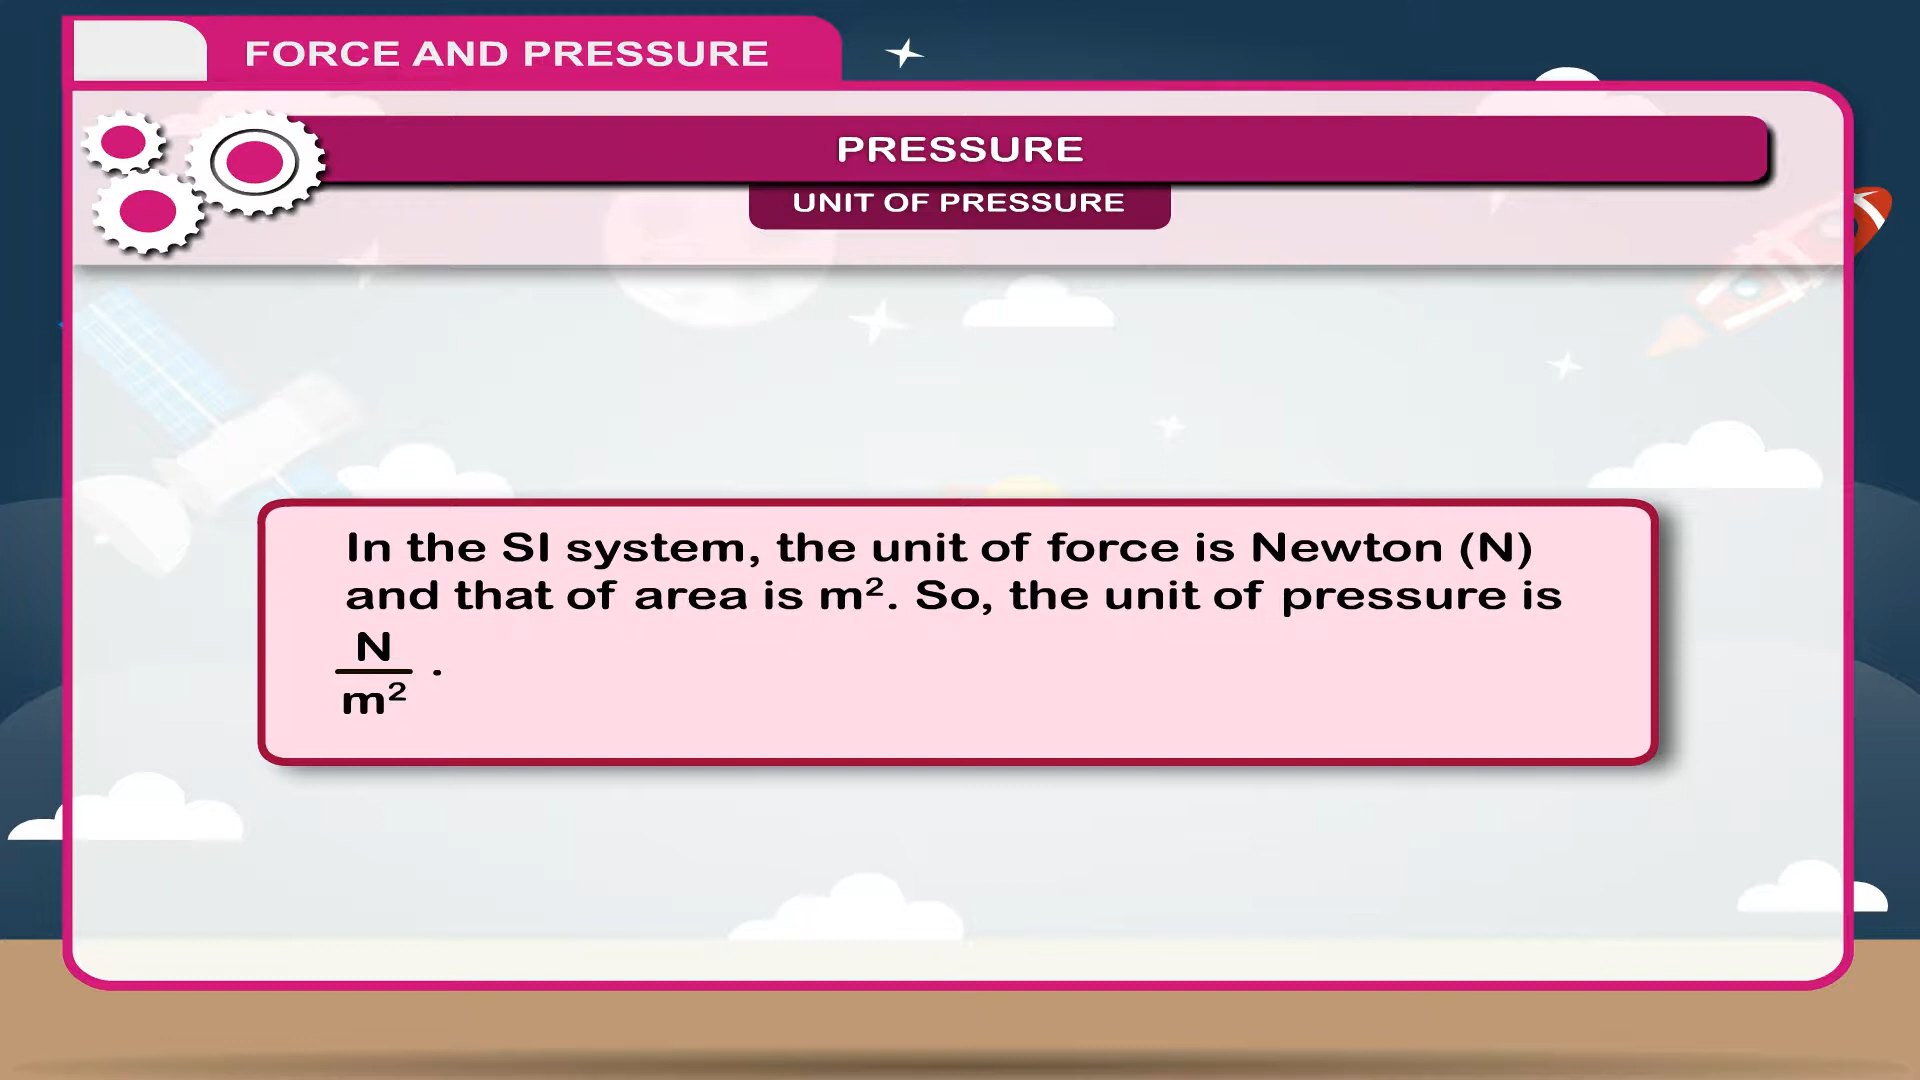 FORCE AND PRESSURE
PRESSURE
UNIT OF PRESSURE
In the SI system, the unit of force is Newton (N)
and that of area is m². So, the unit of pressure is
N
m² .